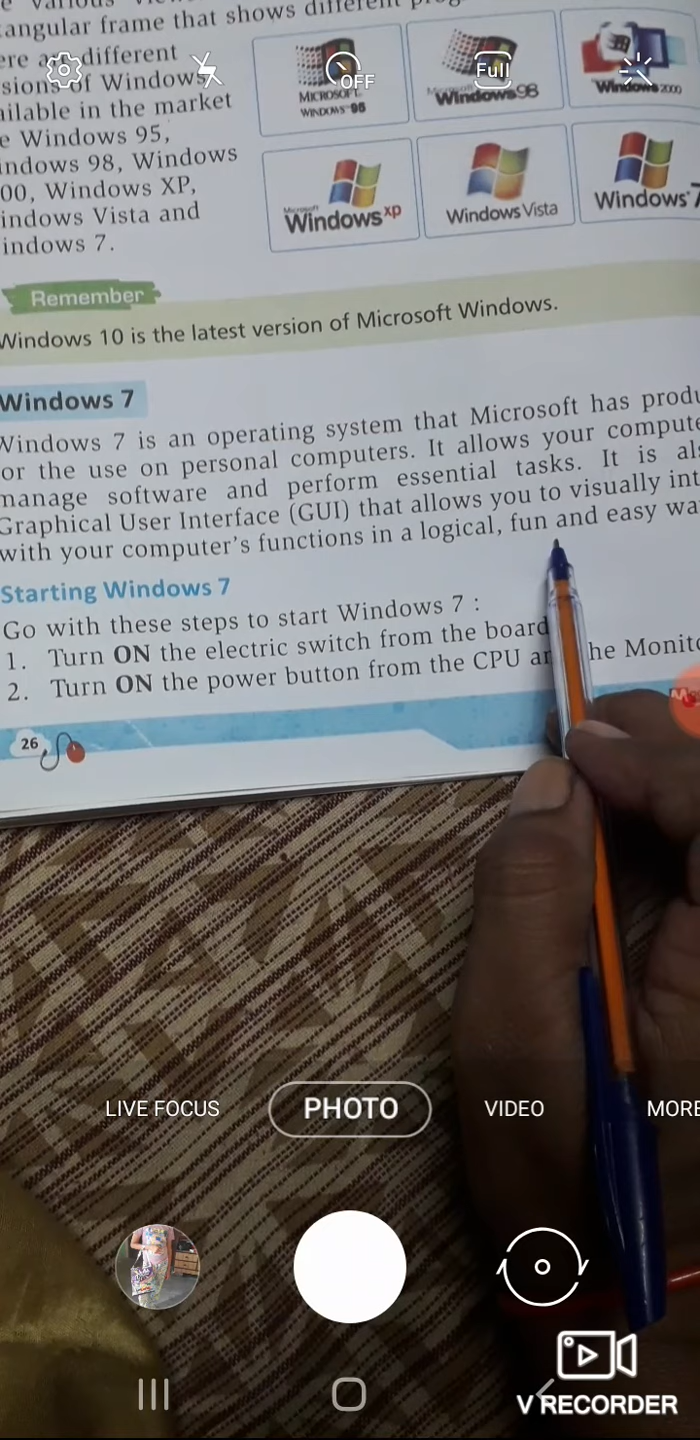 angular frame that shows different
ere are different
sions of Windows
ailable in the market
e Windows 95,
indows 98, Windows
00, Windows XP,
indows Vista and
indows 7.
OFF
Full
MICROSOFT
WINDOWS 95
Microsoft
Windows 98
Windows 2000
Microsoft
Windows xp
Windows Vista
Windows 7
Remember
Windows 10 is the latest version of Microsoft Windows.
Windows 7
Windows 7 is an operating system that Microsoft has produ
or the use on personal computers. It allows your compute
manage software and perform essential tasks. It is als
Graphical User Interface (GUI) that allows you to visually int
with your computer's functions in a logical, fun and easy wa
Starting Windows 7
Go with these steps to start Windows 7 :
1. Turn ON the electric switch from the board
2. Turn ON the power button from the CPU an he Monito
26
LIVE FOCUS
PHOTO
VIDEO
MORE
V RECORDER